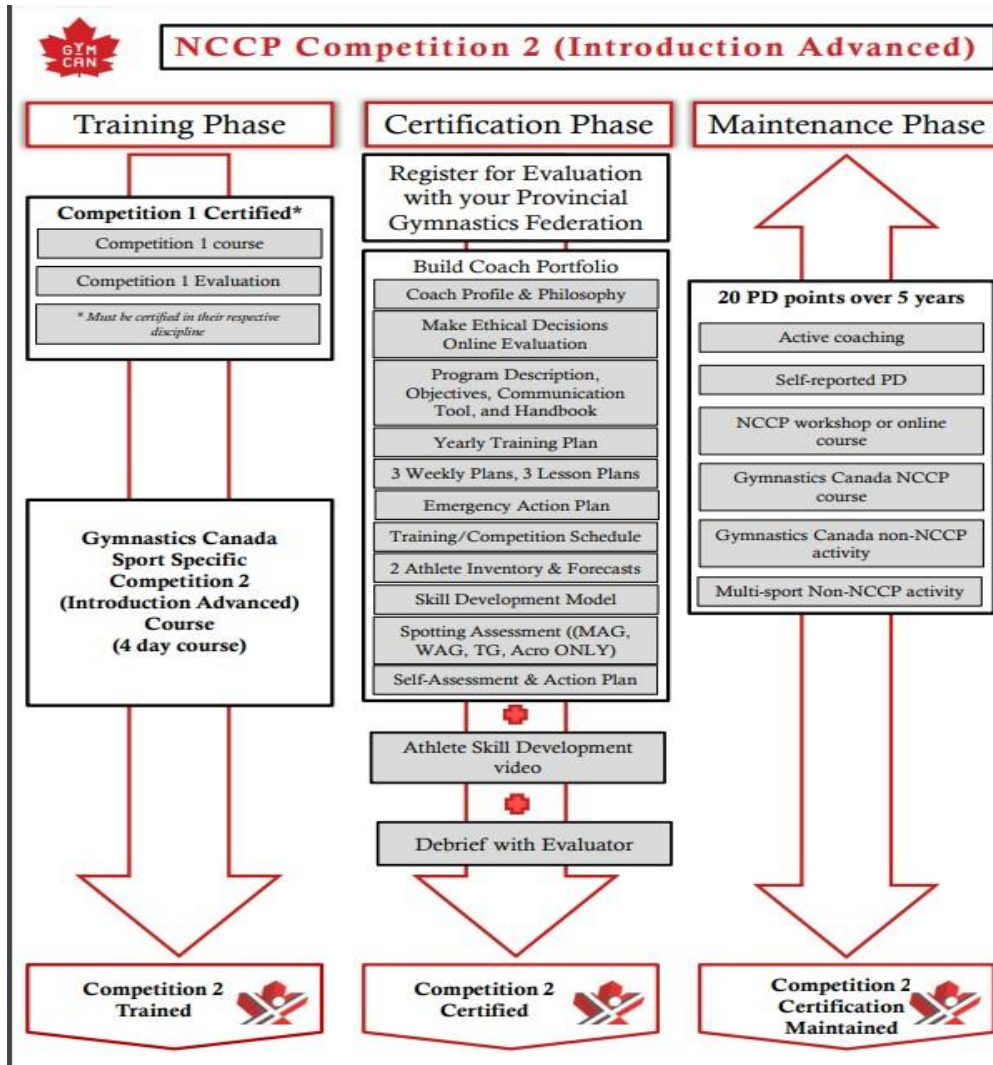 GYM
CAN
NCCP Competition 2 (Introduction Advanced)
Training Phase
Competition 1 Certified*
Competition 1 course
Competition 1 Evaluation
* Must be certified in their respective
discipline
Gymnastics Canada
Sport Specific
Competition 2
(Introduction Advanced)
Course
(4 day course)
Competition 2
Trained
Certification Phase
Register for Evaluation
with your Provincial
Gymnastics Federation
Build Coach Portfolio
Coach Profile & Philosophy
Make Ethical Decisions
Online Evaluation
Program Description,
Objectives, Communication
Tool, and Handbook
Yearly Training Plan
3 Weekly Plans, 3 Lesson Plans
Emergency Action Plan
Training/Competition Schedule
2 Athlete Inventory & Forecasts
Skill Development Model
Spotting Assessment ((MAG,
WAG, TG, Acro ONLY)
Self-Assessment & Action Plan
Athlete Skill Development
video
Debrief with Evaluator
Competition 2
Certified
Maintenance Phase
20 PD points over 5 years
Active coaching
Self-reported PD
NCCP workshop or online
course
Gymnastics Canada NCCP
course
Gymnastics Canada non-NCCP
activity
Multi-sport Non-NCCP activity
Competition 2
Certification
Maintained